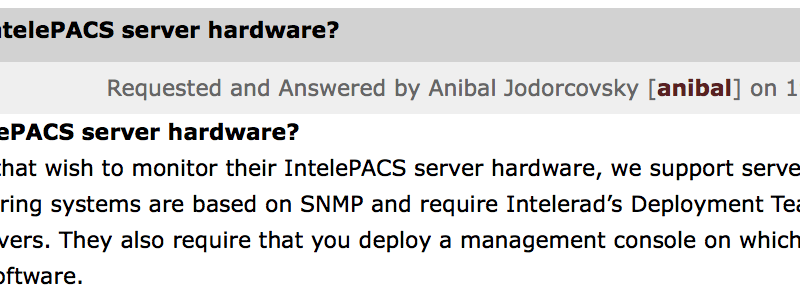 ntelePACS server hardware?
Requested and Answered by Anibal Jodorcovsky [anibal] on 1
ePACS server hardware?
that wish to monitor their IntelePACS server hardware, we support serve
ring systems are based on SNMP and require Intelerad’s Deployment Tea
vers. They also require that you deploy a management console on which
oftware.